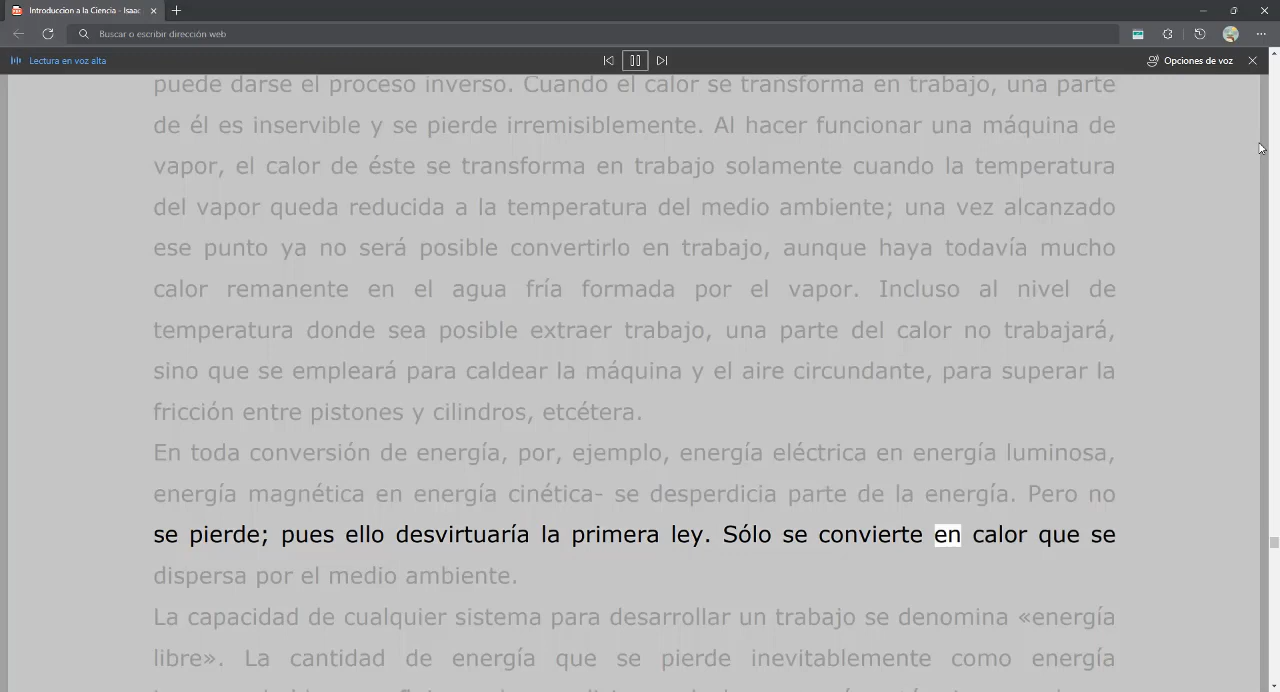 Introduccion a la Ciencia - Isaac
Buscar o escribir dirección web
Lectura en voz alta
Opciones de voz
puede darse el proceso inverso. Cuando el calor se transforma en trabajo, una parte
de él es inservible y se pierde irremisiblemente. Al hacer funcionar una máquina de
vapor, el calor de éste se transforma en trabajo solamente cuando la temperatura
del vapor queda reducida a la temperatura del medio ambiente; una vez alcanzado
ese punto ya no será posible convertirlo en trabajo, aunque haya todavía mucho
calor remanente en el agua fría formada por el vapor. Incluso al nivel de
temperatura donde sea posible extraer trabajo, una parte del calor no trabajará,
sino que se empleará para caldear la máquina y el aire circundante, para superar la
fricción entre pistones y cilindros, etcétera.
En toda conversión de energía, por, ejemplo, energía eléctrica en energía luminosa,
energía magnética en energía cinética- se desperdicia parte de la energía. Pero no
se pierde; pues ello desvirtuaría la primera ley. Sólo se convierte en calor que se
dispersa por el medio ambiente.
La capacidad de cualquier sistema para desarrollar un trabajo se denomina «energía
libre». La cantidad de energía que se pierde inevitablemente como energía